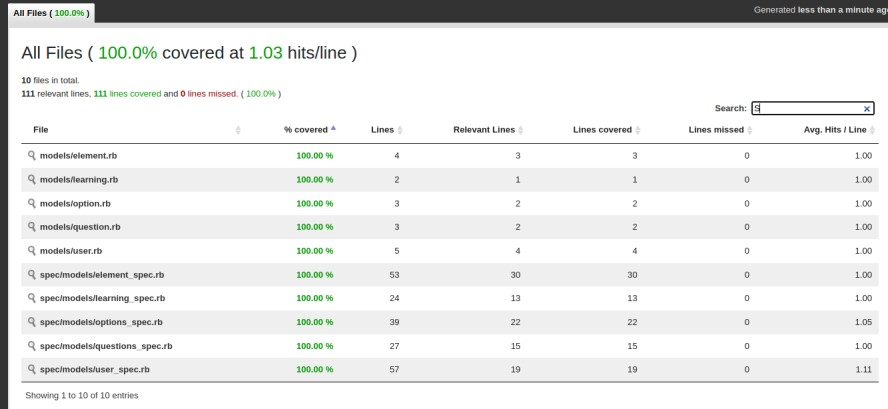 All Files ( 100.0% )
Generated less than a minute ago
All Files ( 100.0% covered at 1.03 hits/line )
10 files in total.
111 relevant lines, 111 lines covered and 0 lines missed. ( 100.0% )
Search: S
File % covered Lines Relevant Lines Lines covered Lines missed Avg. Hits / Line
models/element.rb 100.00 % 4 3 3 0 1.00
models/learning.rb 100.00 % 2 1 1 0 1.00
models/option.rb 100.00 % 3 2 2 0 1.00
models/question.rb 100.00 % 3 2 2 0 1.00
models/user.rb 100.00 % 5 4 4 0 1.00
spec/models/element_spec.rb 100.00 % 53 30 30 0 1.00
spec/models/learning_spec.rb 100.00 % 24 13 13 0 1.00
spec/models/options_spec.rb 100.00 % 39 22 22 0 1.05
spec/models/questions_spec.rb 100.00 % 27 15 15 0 1.00
spec/models/user_spec.rb 100.00 % 57 19 19 0 1.11
Showing 1 to 10 of 10 entries